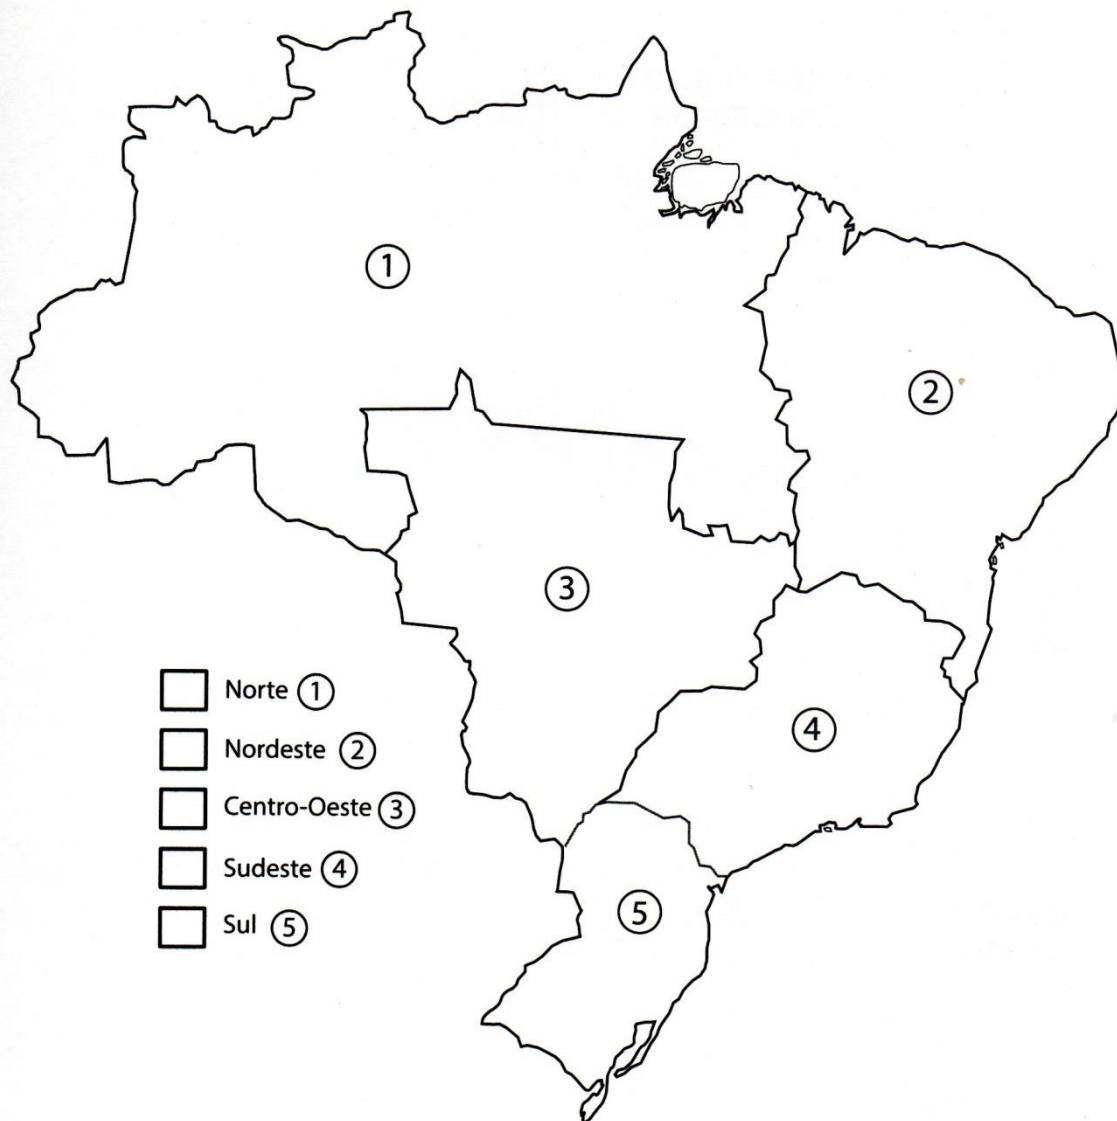 ①
②
③
④
⑤
Norte ①
Nordeste ②
Centro-Oeste ③
Sudeste ④
Sul ⑤